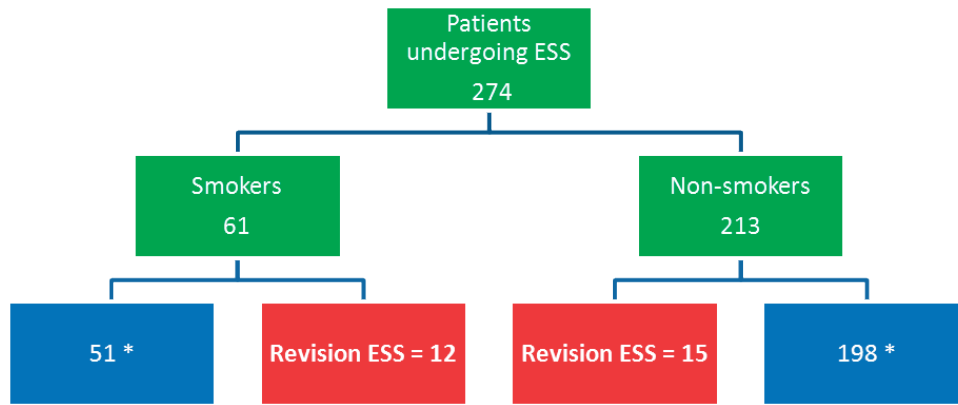 Patients
undergoing ESS
274
Smokers
61
Non-smokers
213
51 *
Revision ESS = 12
Revision ESS = 15
198 *